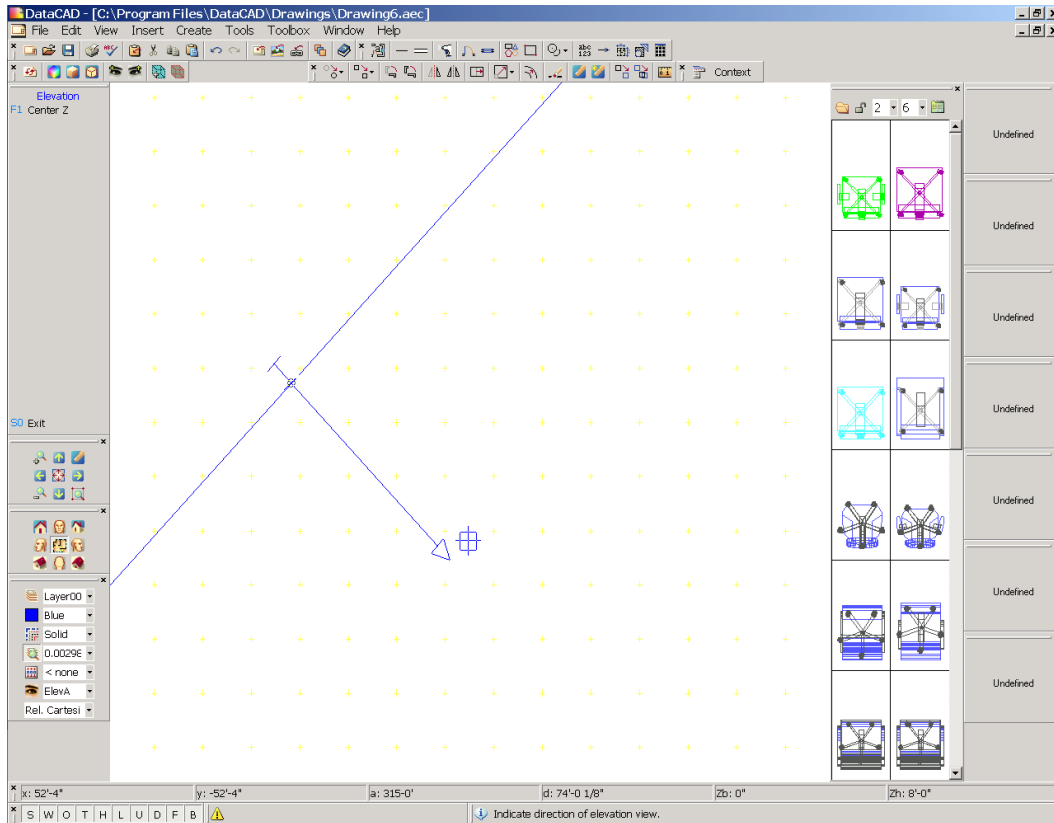 DataCAD - [C:\Program Files\DataCAD\Drawings\Drawing6.aec]
File Edit View Insert Create Tools Toolbox Window Help
Context
Elevation
F1 Center Z
2 6
Undefined
Undefined
Undefined
Undefined
Undefined
Undefined
Undefined
S0 Exit
Layer00
Blue
Solid
0.0029E
< none
ElevA
Rel. Cartesi
x: 52'-4" y: -52'-4" a: 315-0' d: 74'-0 1/8" Zb: 0" Zh: 8'-0"
S W O T H L U D F B Indicate direction of elevation view.